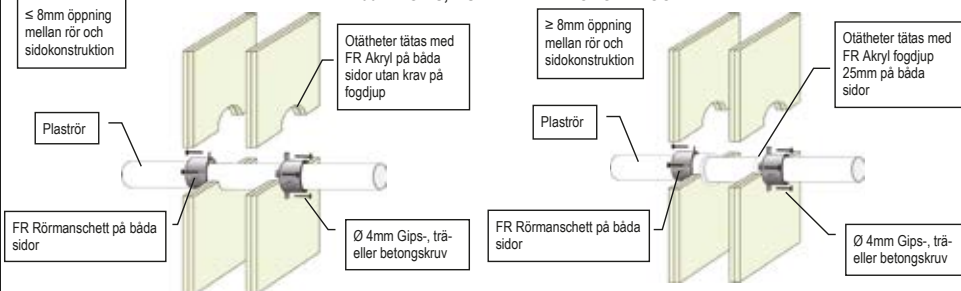 ≤ 8mm öppning
mellan rör och
sidokonstruktion
Otätheter tätas med
FR Akryl på båda
sidor utan krav på
fogdjup
Plaströr
FR Rörmanschett på båda
sidor
Ø 4mm Gips-, trä-
eller betongskruv
≥ 8mm öppning
mellan rör och
sidokonstruktion
Otätheter tätas med
FR Akryl fogdjup
25mm på båda
sidor
Plaströr
FR Rörmanschett på båda
sidor
Ø 4mm Gips-, trä-
eller betongskruv